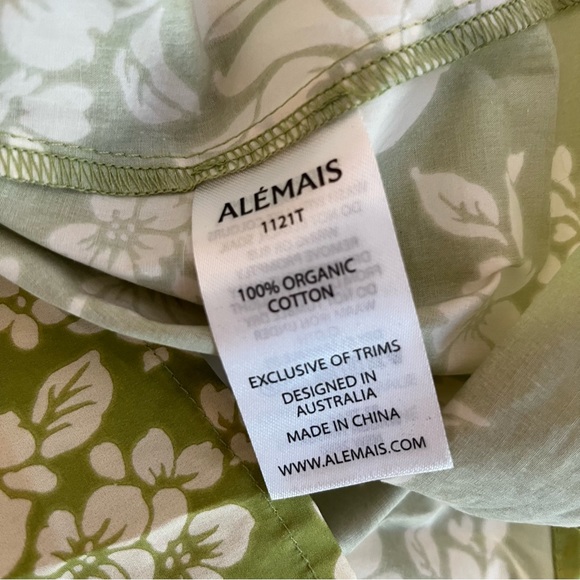 ALÉMAIS
1121T
100% ORGANIC
COTTON
EXCLUSIVE OF TRIMS
DESIGNED IN
AUSTRALIA
MADE IN CHINA
WWW.ALEMAIS.COM